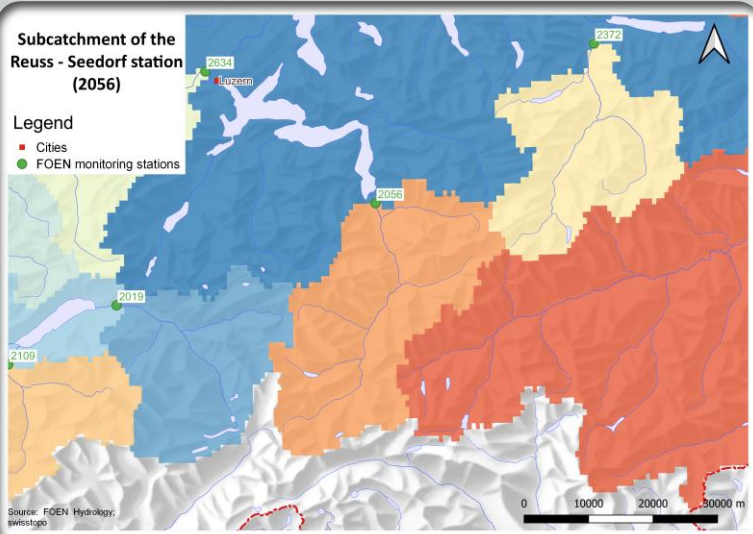 Subcatchment of the
Reuss - Seedorf station
(2056)
Legend
Cities
FOEN monitoring stations
2634
Luzern
2372
2056
2019
2109
Source: FOEN Hydrology;
swisstopo
0 10000 20000 30000 m